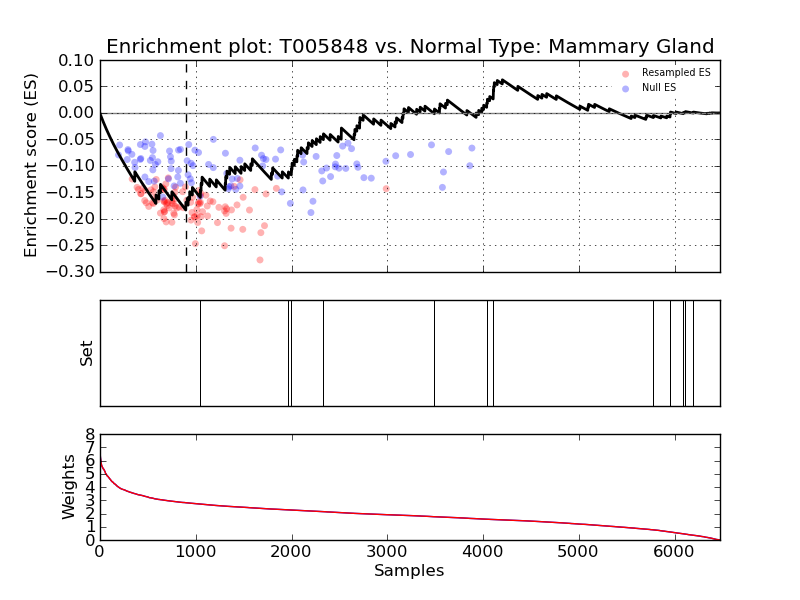 Enrichment plot: T005848 vs. Normal Type: Mammary Gland
Enrichment score (ES)
0.10
0.05
0.00
−0.05
−0.10
−0.15
−0.20
−0.25
−0.30
Resampled ES
Null ES
Set
Weights
8
7
6
5
4
3
2
1
0
0 1000 2000 3000 4000 5000 6000
Samples